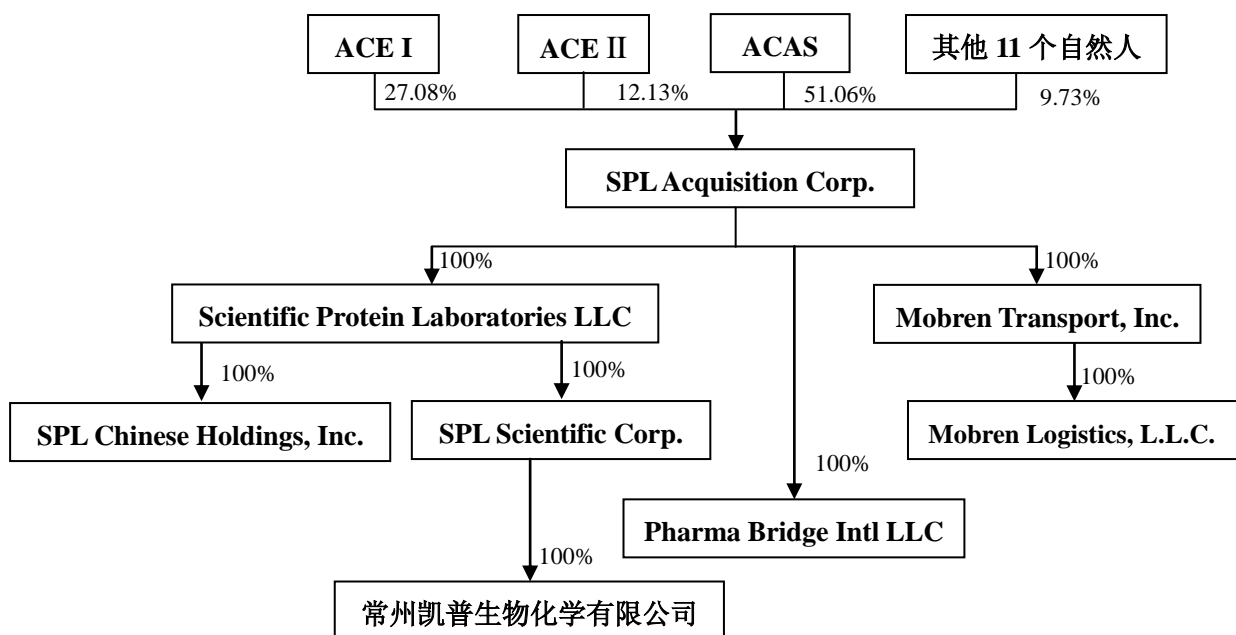 ACE I
ACE Ⅱ
ACAS
其他 11 个自然人
27.08%
12.13%
51.06%
9.73%
SPL Acquisition Corp.
100%
100%
Scientific Protein Laboratories LLC
Mobren Transport, Inc.
100%
100%
100%
SPL Chinese Holdings, Inc.
SPL Scientific Corp.
Mobren Logistics, L.L.C.
100%
Pharma Bridge Intl LLC
100%
常州凯普生物化学有限公司